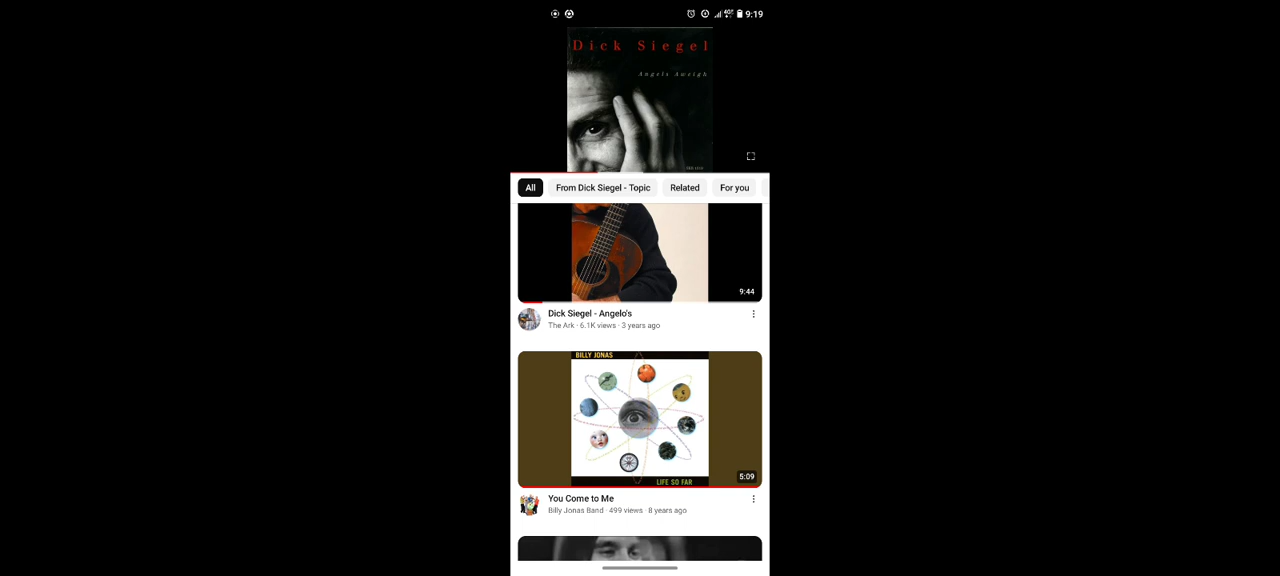 9:19
Dick Siegel
Angels Aweigh
All
From Dick Siegel - Topic
Related
For you
9:44
Dick Siegel - Angelo's
The Ark · 6.1K views · 3 years ago
BILLY JONAS
LIFE SO FAR
5:09
You Come to Me
Billy Jonas Band · 499 views · 8 years ago